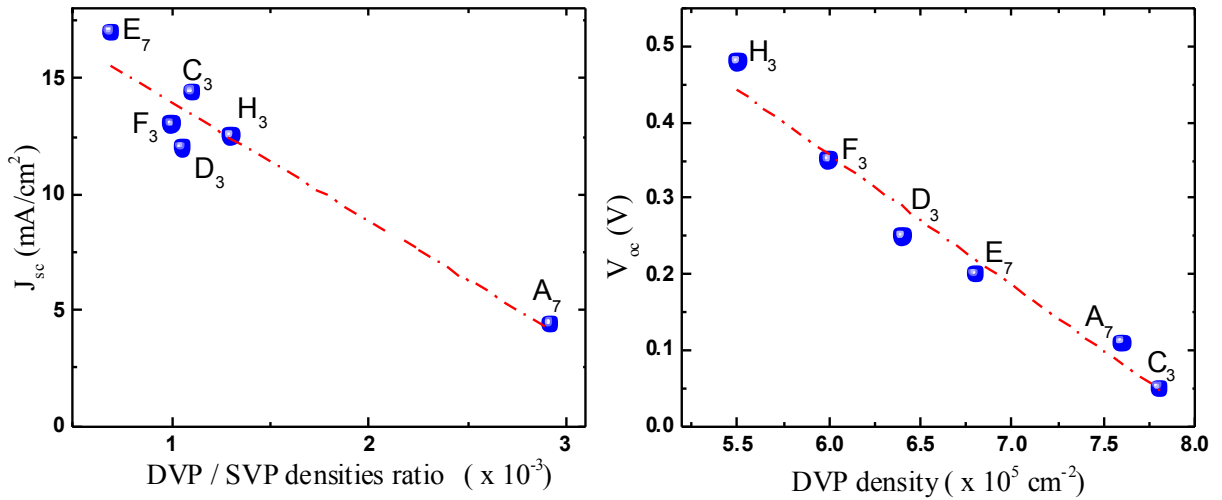 E₇
C₃
F₃
H₃
D₃
A₇
15
10
5
0
1
2
3
J_sc (mA/cm²)
DVP / SVP densities ratio ( x 10⁻³)
H₃
F₃
D₃
E₇
A₇
C₃
0.5
0.4
0.3
0.2
0.1
0.0
5.5
6.0
6.5
7.0
7.5
8.0
V_oc (V)
DVP density ( x 10⁵ cm⁻²)